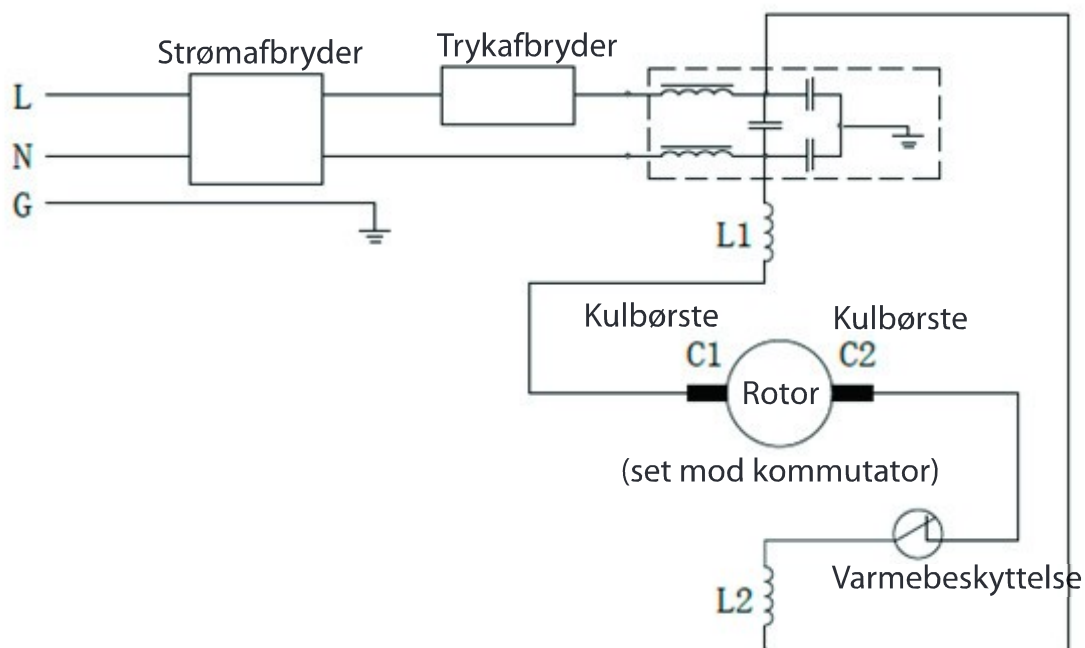 Strømafbryder
Trykafbryder
L
N
G
L1
Kulbørste
Kulbørste
C1
C2
Rotor
(set mod kommutator)
Varmebeskyttelse
L2